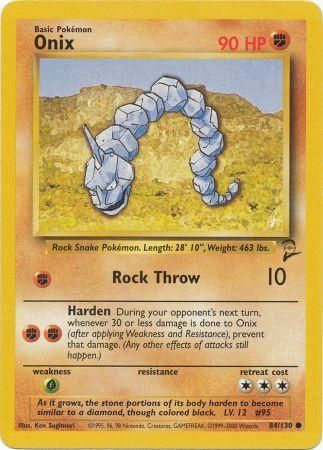 Basic Pokémon
Onix
90 HP
Rock Snake Pokémon. Length: 28' 10", Weight: 463 lbs.
Rock Throw 10
Harden During your opponent's next turn,
whenever 30 or less damage is done to Onix
(after applying Weakness and Resistance), prevent
that damage. (Any other effects of attacks still
happen.)
weakness resistance retreat cost
As it grows, the stone portions of its body harden to become
similar to a diamond, though colored black. LV. 12 #95
Illus. Ken Sugimori ©1995, 96, 98 Nintendo, Creatures, GAMEFREAK. ©1999-2000 Wizards. 84/130